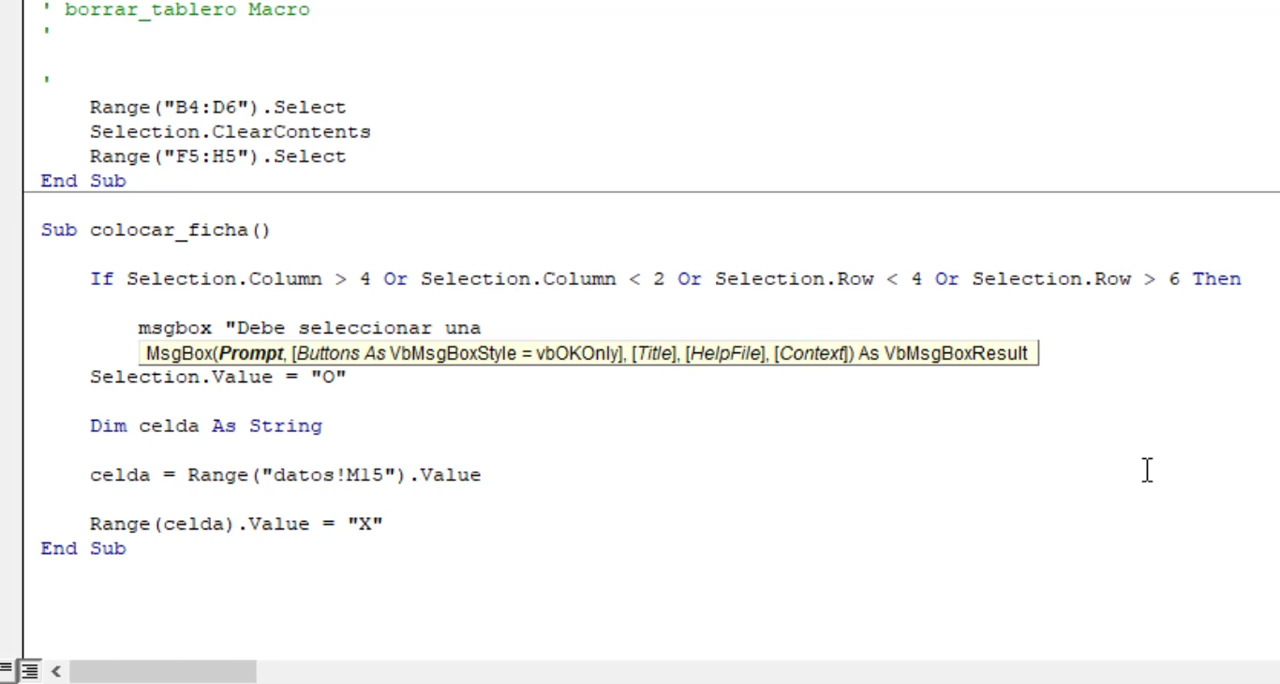 ' borrar_tablero Macro
'
'
    Range("B4:D6").Select
    Selection.ClearContents
    Range("F5:H5").Select
End Sub
Sub colocar_ficha()
    If Selection.Column > 4 Or Selection.Column < 2 Or Selection.Row < 4 Or Selection.Row > 6 Then
        msgbox "Debe seleccionar una
MsgBox(Prompt, [Buttons As VbMsgBoxStyle = vbOKOnly], [Title], [HelpFile], [Context]) As VbMsgBoxResult
    Selection.Value = "O"
    Dim celda As String
    celda = Range("datos!M15").Value
    Range(celda).Value = "X"
End Sub